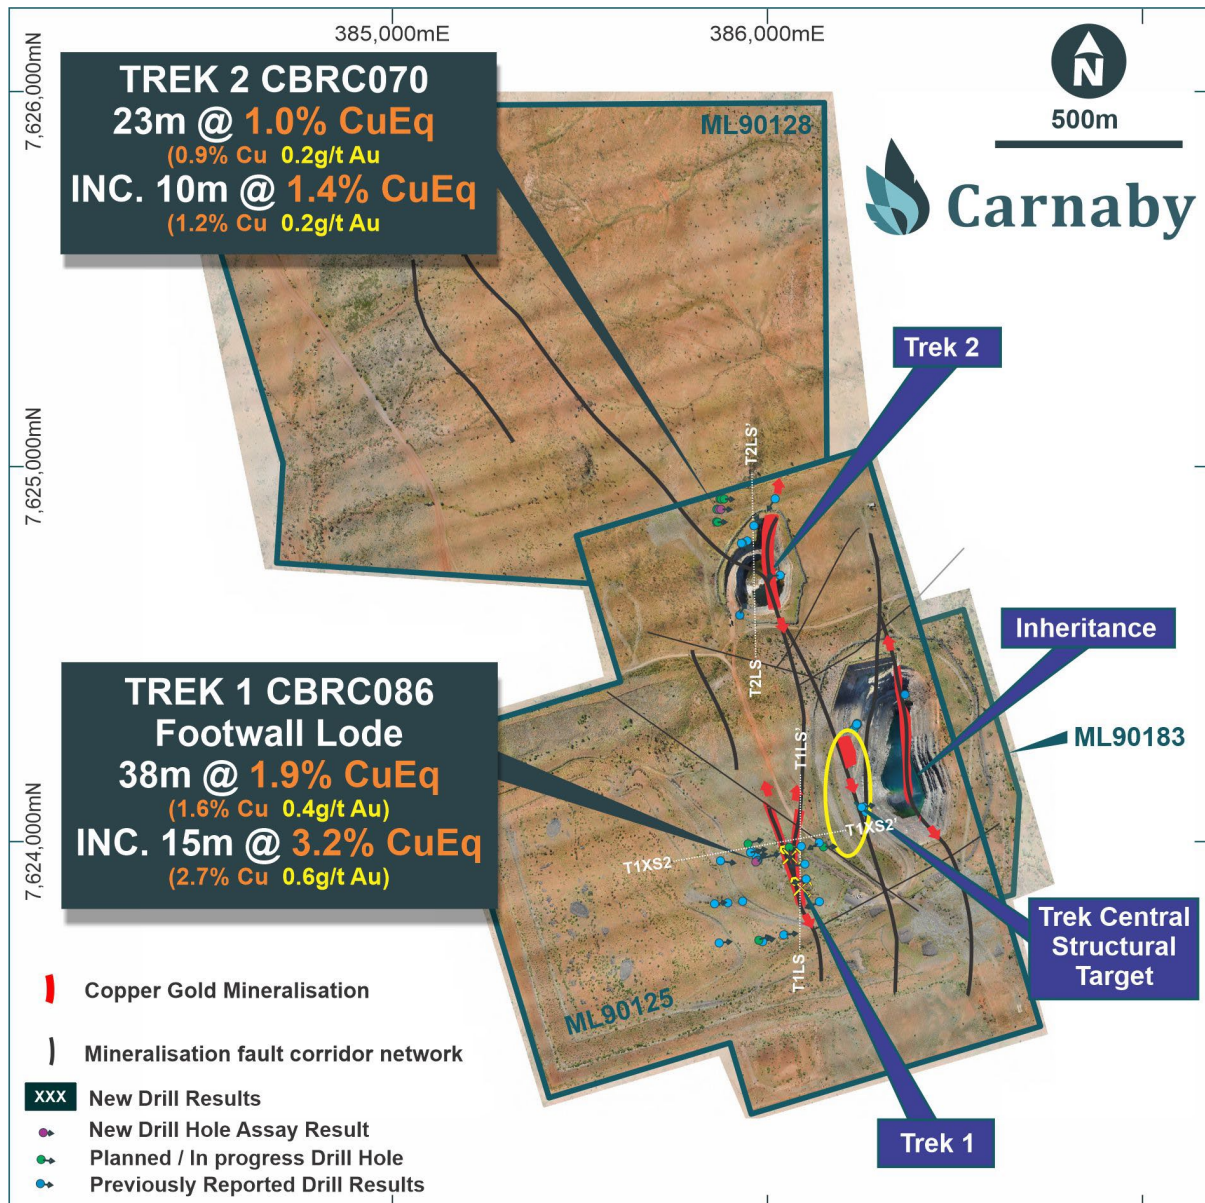 385,000mE
386,000mE
7,626,000mN
7,625,000mN
7,624,000mN
TREK 2 CBRC070
23m @ 1.0% CuEq
(0.9% Cu 0.2g/t Au
INC. 10m @ 1.4% CuEq
(1.2% Cu 0.2g/t Au
ML90128
N
500m
Carnaby
Trek 2
T2LS'
T2LS
Inheritance
ML90183
TREK 1 CBRC086
Footwall Lode
38m @ 1.9% CuEq
(1.6% Cu 0.4g/t Au)
INC. 15m @ 3.2% CuEq
(2.7% Cu 0.6g/t Au)
T1LS'
T1XS2'
T1XS2
T1LS
Trek Central
Structural
Target
ML90125
Trek 1
Copper Gold Mineralisation
Mineralisation fault corridor network
XXX New Drill Results
New Drill Hole Assay Result
Planned / In progress Drill Hole
Previously Reported Drill Results